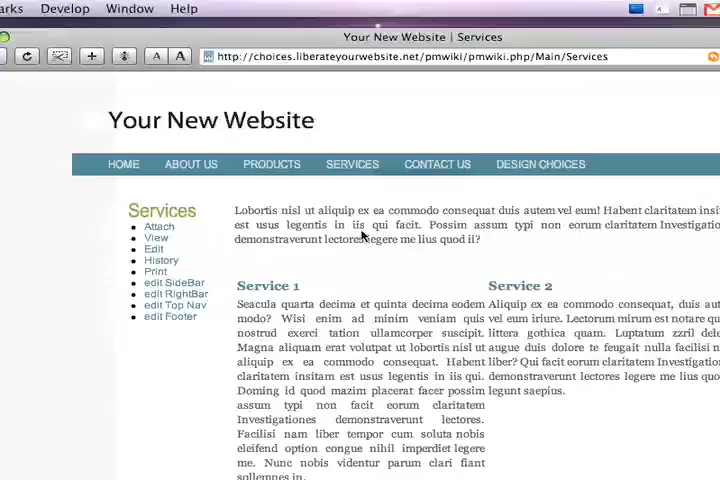 Develop Window Help
Your New Website | Services
A A http://choices.liberateyourwebsite.net/pmwiki/pmwiki.php/Main/Services
Your New Website
HOME ABOUT US PRODUCTS SERVICES CONTACT US DESIGN CHOICES
Services
Attach
View
Edit
History
Print
edit SideBar
edit RightBar
edit Top Nav
edit Footer
Lobortis nisl ut aliquip ex ea commodo consequat duis autem vel eum! Habent claritatem insit
est usus legentis in iis qui facit. Possim assum typi non eorum claritatem Investigatio
demonstraverunt lectores legere me lius quod ii?
Service 1
Seacula quarta decima et quinta decima eodem
modo? Wisi enim ad minim veniam quis
nostrud exerci tation ullamcorper suscipit.
Magna aliquam erat volutpat ut lobortis nisl ut
aliquip ex ea commodo consequat. Habent
claritatem insitam est usus legentis in iis qui.
Doming id quod mazim placerat facer possim
assum typi non facit eorum claritatem
Investigationes demonstraverunt lectores.
Facilisi nam liber tempor cum soluta nobis
eleifend option congue nihil imperdiet legere
me. Nunc nobis videntur parum clari fiant
sollemnes in.
Service 2
Aliquip ex ea commodo consequat, duis aut
vel eum iriure. Lectorum mirum est notare qu
littera gothica quam. Luptatum zzril dele
augue duis dolore te feugait nulla facilisi n
liber? Qui facit eorum claritatem Investigation
demonstraverunt lectores legere me lius quo
legunt saepius.